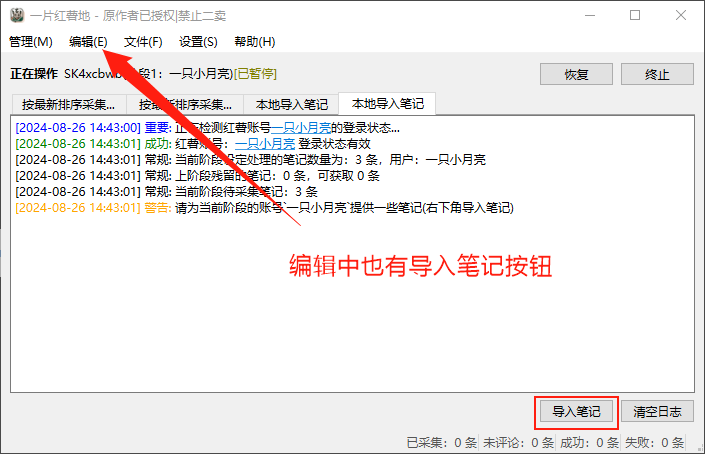 一片红薯地 - 原作者已授权|禁止二卖
管理(M) 编辑(E) 文件(F) 设置(S) 帮助(H)
正在操作 SK4xcbwb 段1：一只小月亮)[已暂停] 恢复 终止
按最新排序采集... 按最新排序采集... 本地导入笔记 本地导入笔记
[2024-08-26 14:43:00] 重要: 正在检测红薯账号一只小月亮的登录状态...
[2024-08-26 14:43:01] 成功: 红薯账号：一只小月亮 登录状态有效
[2024-08-26 14:43:01] 常规: 当前阶段设定处理的笔记数量为：3 条，用户：一只小月亮
[2024-08-26 14:43:01] 常规: 上阶段残留的笔记：0 条，可获取 0 条
[2024-08-26 14:43:01] 常规: 当前阶段待采集笔记：3 条
[2024-08-26 14:43:01] 警告: 请为当前阶段的账号`一只小月亮`提供一些笔记(右下角导入笔记)
编辑中也有导入笔记按钮
导入笔记 清空日志
已采集：0 条 未评论：0 条 成功：0 条 失败：0 条